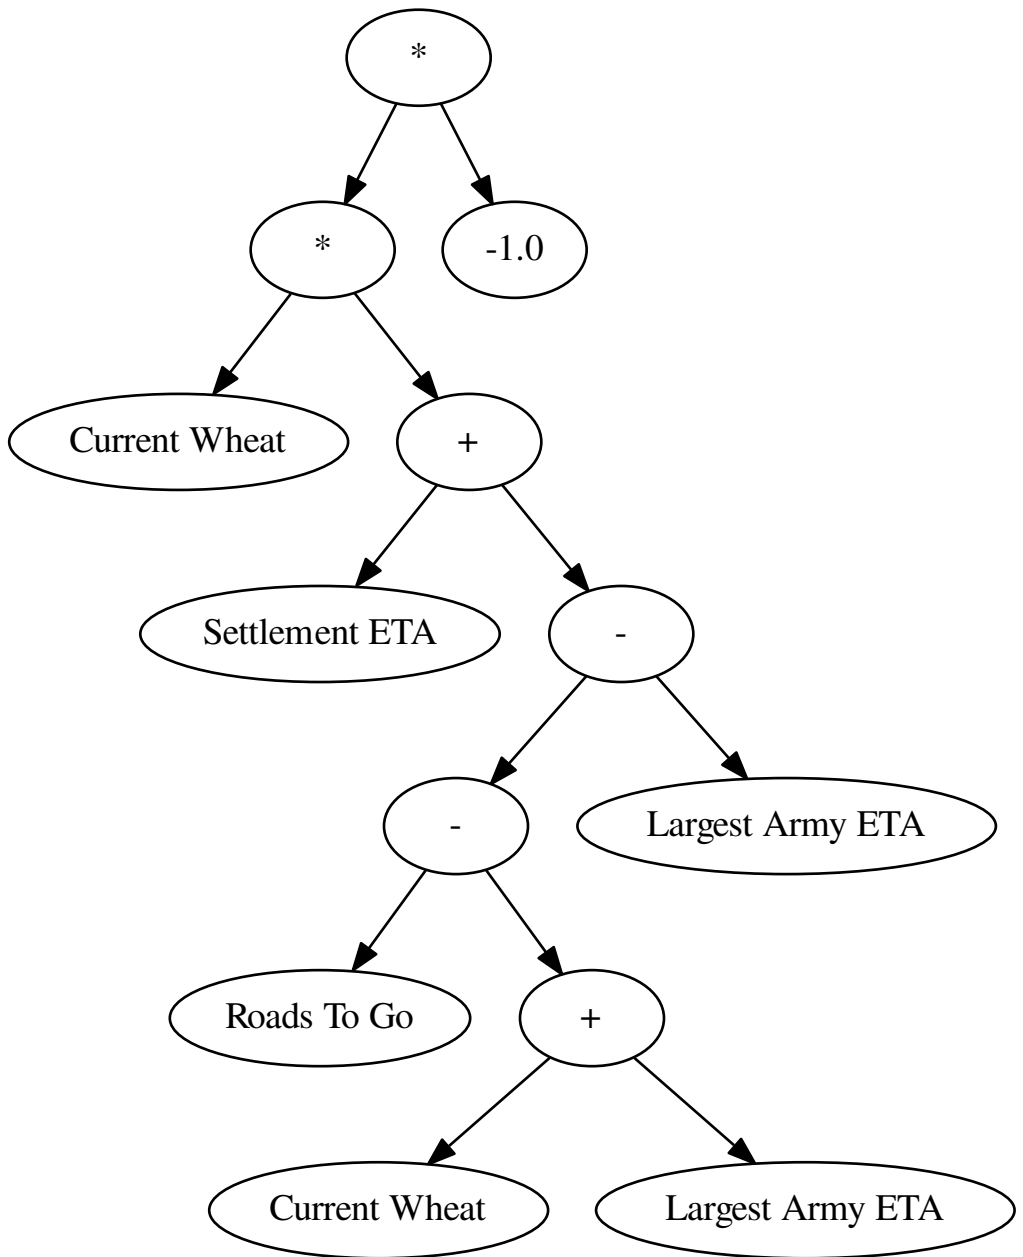 *
*
-1.0
Current Wheat
+
Settlement ETA
-
-
Largest Army ETA
Roads To Go
+
Current Wheat
Largest Army ETA